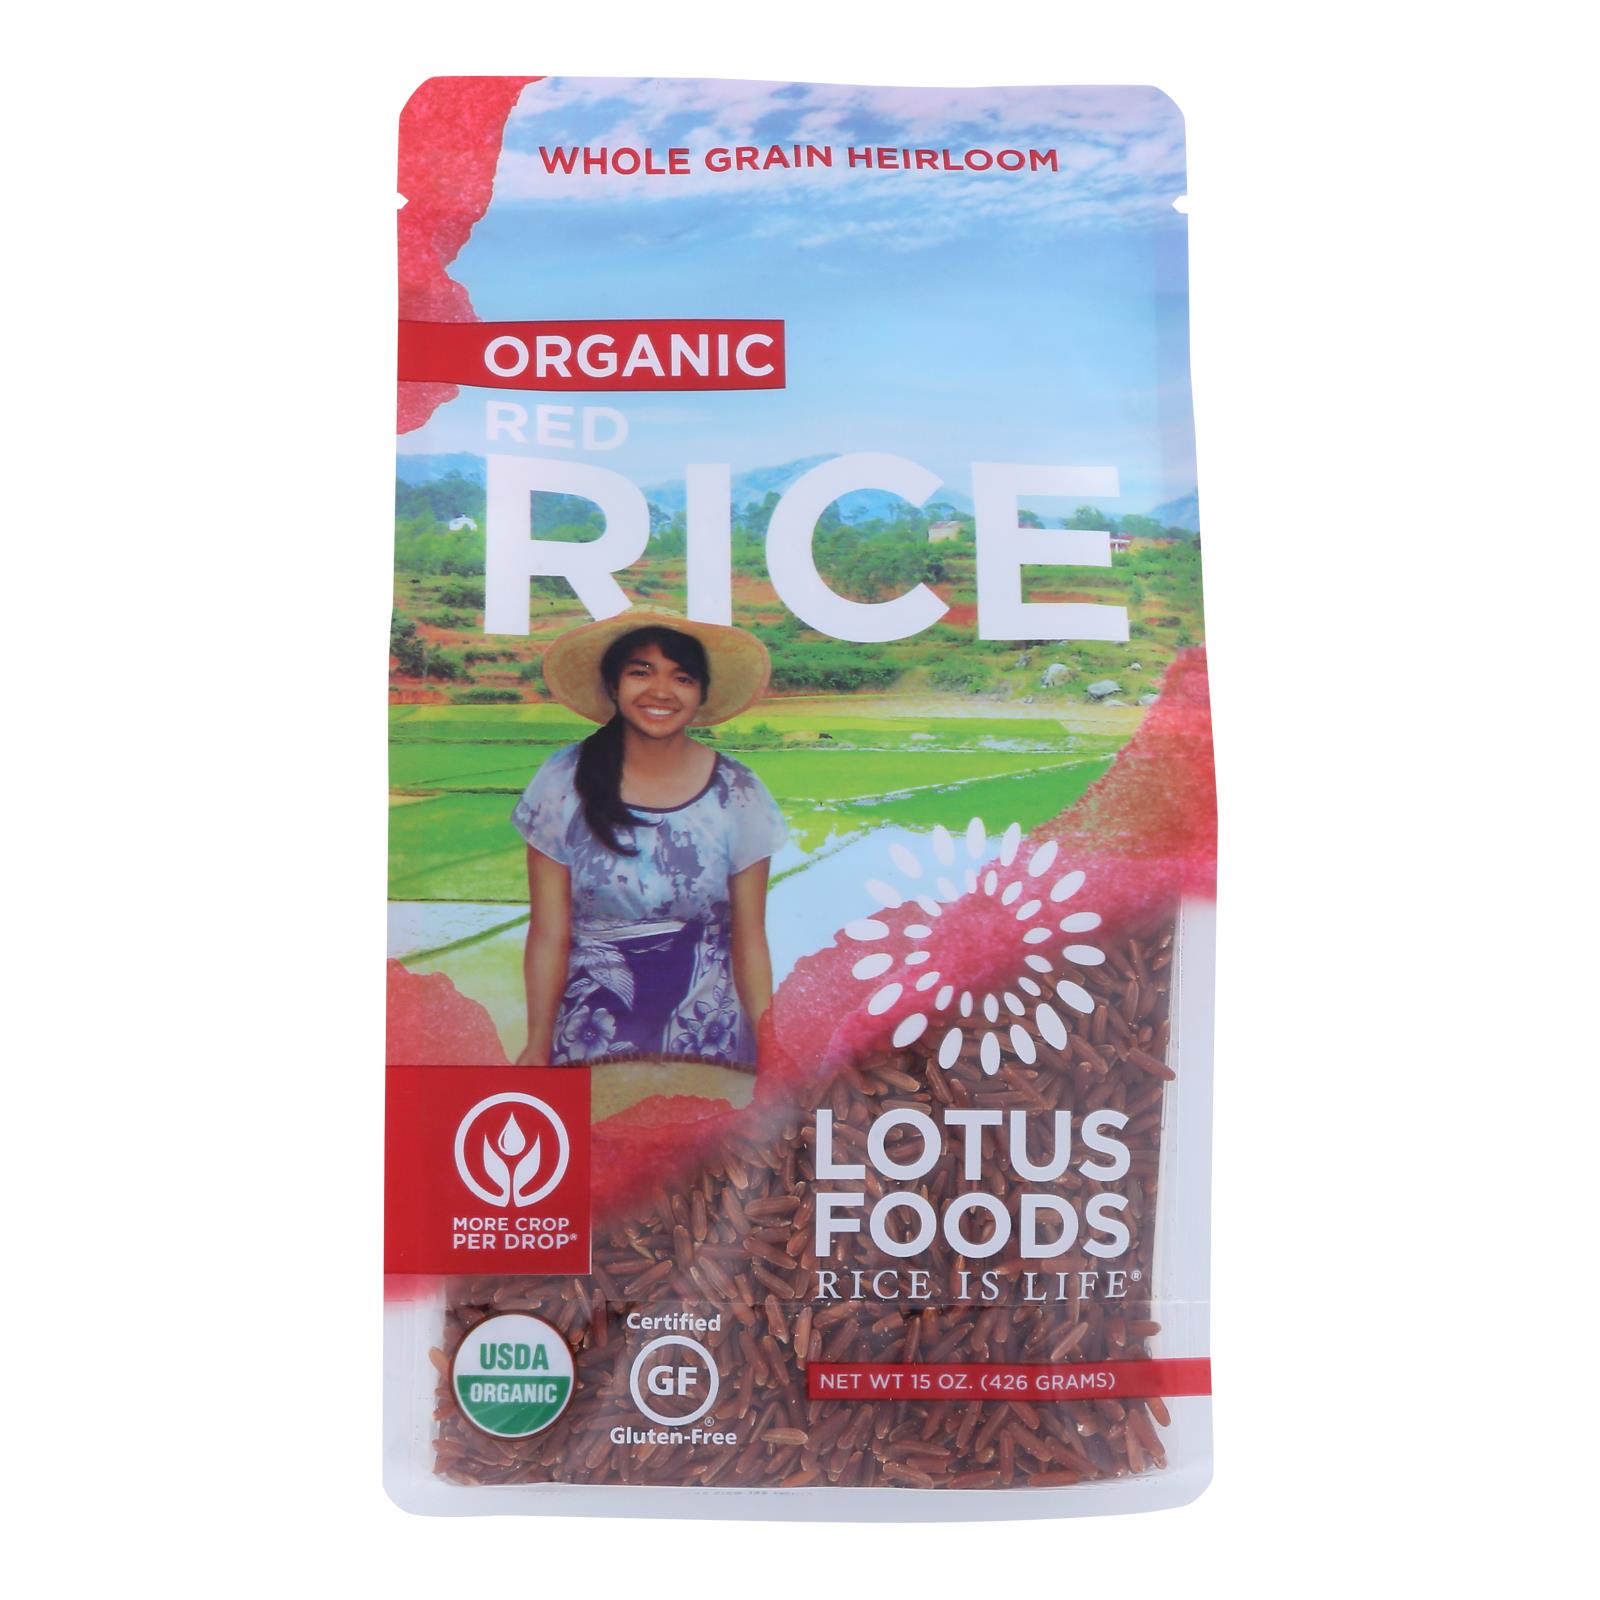 WHOLE GRAIN HEIRLOOM
ORGANIC
RED
RICE
MORE CROP
PER DROP®
LOTUS
FOODS
RICE IS LIFE®
USDA
ORGANIC
Certified
GF
®
Gluten-Free
NET WT 15 OZ. (426 GRAMS)